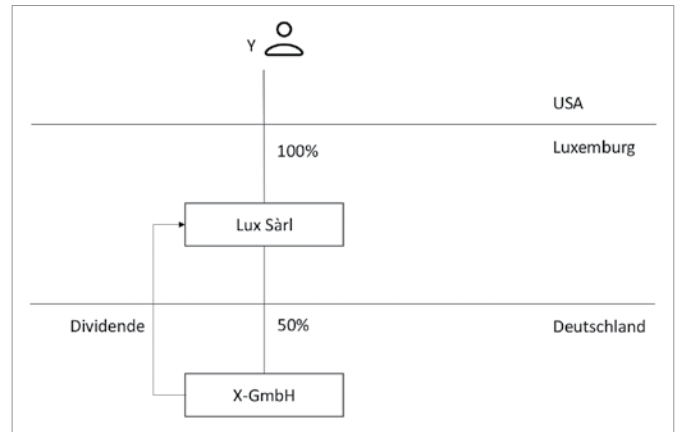 Y
USA
100%
Luxemburg
Lux Sàrl
Dividende
50%
Deutschland
X-GmbH